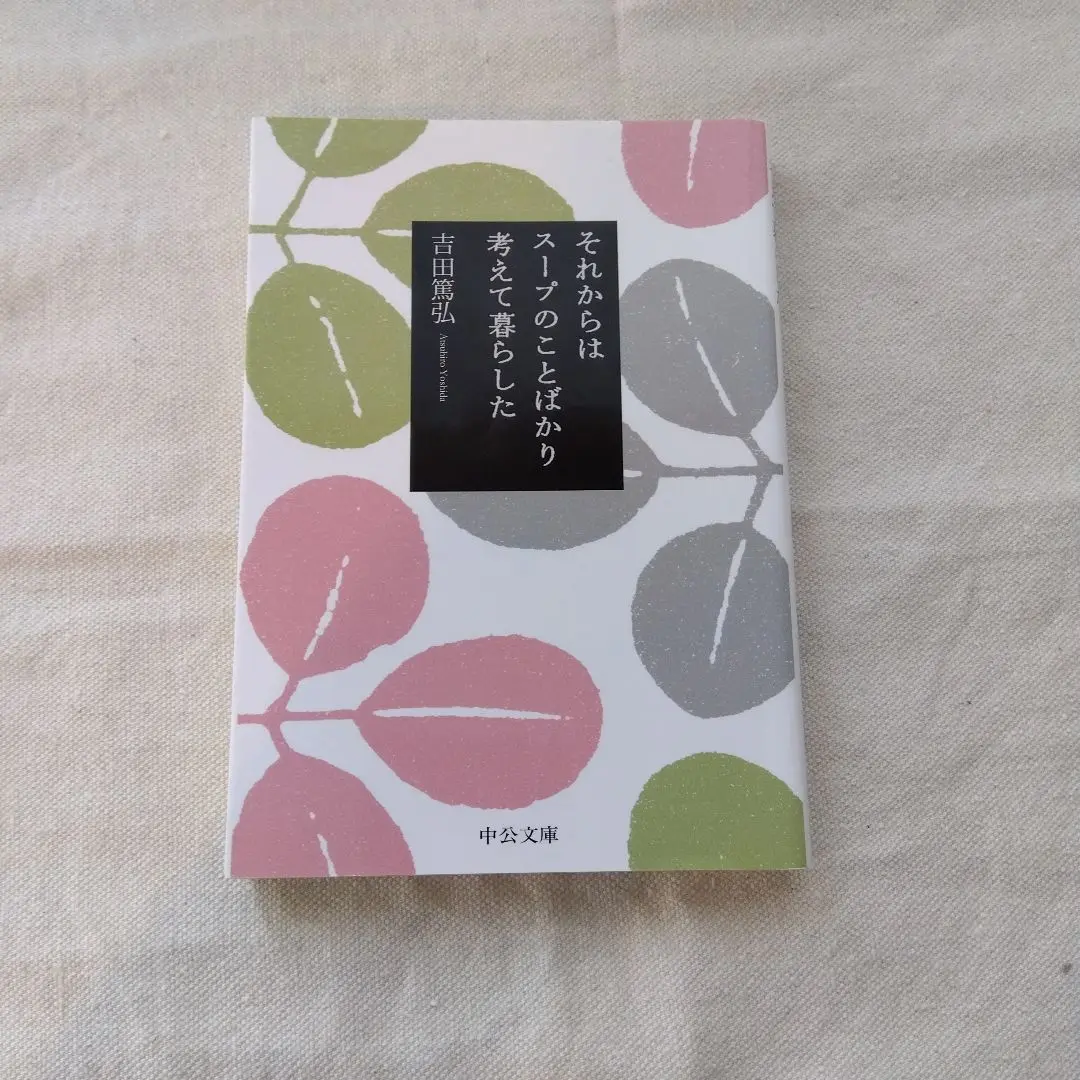 それからは
スープのことばかり
考えて暮らした
吉田篤弘
Atsuhiro Yoshida
中公文庫